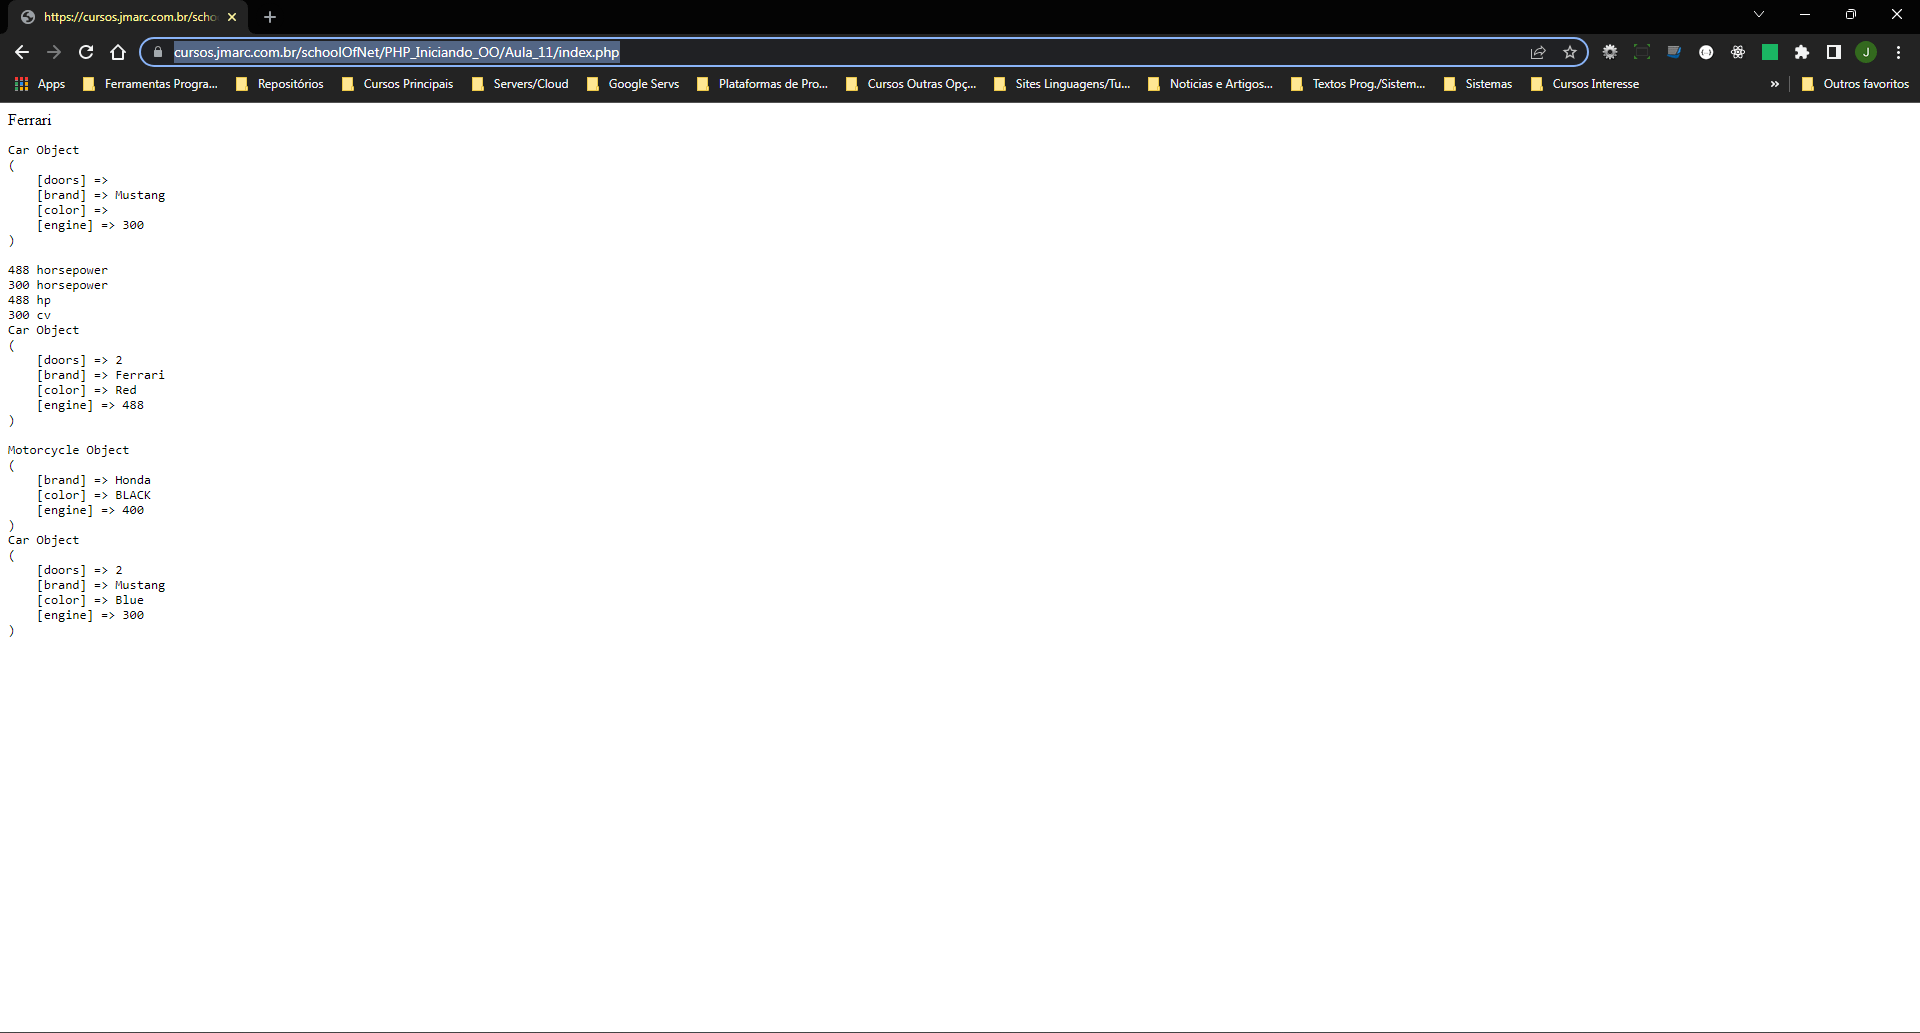 https://cursos.jmarc.com.br/scho
cursos.jmarc.com.br/schoolOfNet/PHP_Iniciando_OO/Aula_11/index.php
J
Apps Ferramentas Progra... Repositórios Cursos Principais Servers/Cloud Google Servs Plataformas de Pro... Cursos Outras Opç... Sites Linguagens/Tu... Noticias e Artigos... Textos Prog./Sistem... Sistemas Cursos Interesse » Outros favoritos
Ferrari
Car Object
(
    [doors] =>
    [brand] => Mustang
    [color] =>
    [engine] => 300
)
488 horsepower
300 horsepower
488 hp
300 cv
Car Object
(
    [doors] => 2
    [brand] => Ferrari
    [color] => Red
    [engine] => 488
)
Motorcycle Object
(
    [brand] => Honda
    [color] => BLACK
    [engine] => 400
)
Car Object
(
    [doors] => 2
    [brand] => Mustang
    [color] => Blue
    [engine] => 300
)